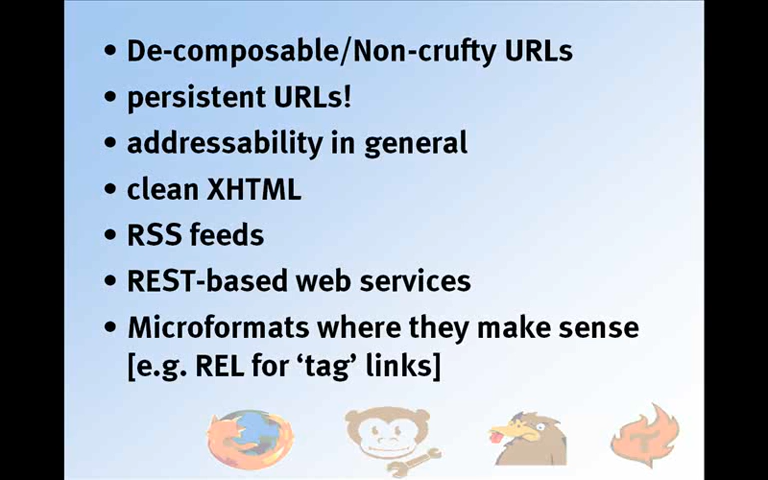 • De-composable/Non-crufty URLs
• persistent URLs!
• addressability in general
• clean XHTML
• RSS feeds
• REST-based web services
• Microformats where they make sense
[e.g. REL for ‘tag’ links]